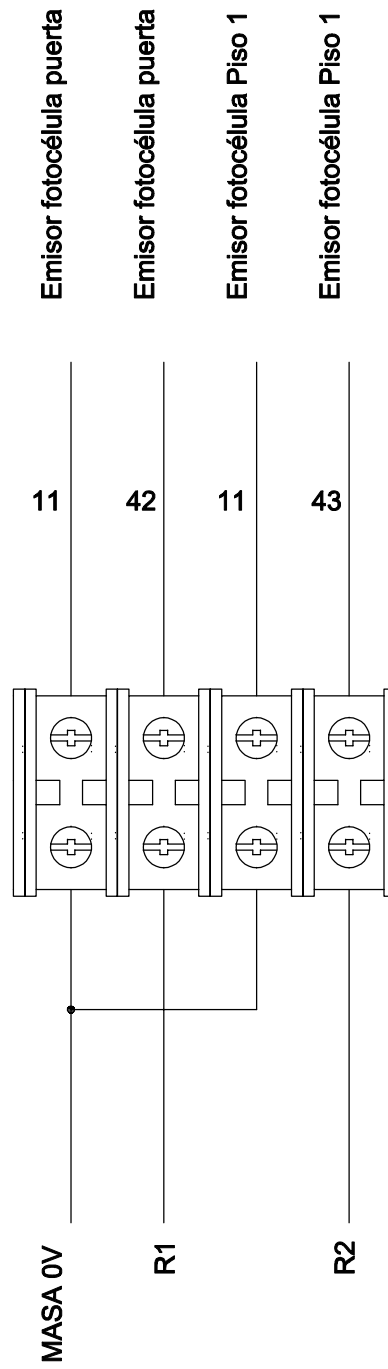 Emisor fotocélula puerta
Emisor fotocélula puerta
Emisor fotocélula Piso 1
Emisor fotocélula Piso 1
11
42
11
43
MASA 0V
R1
R2